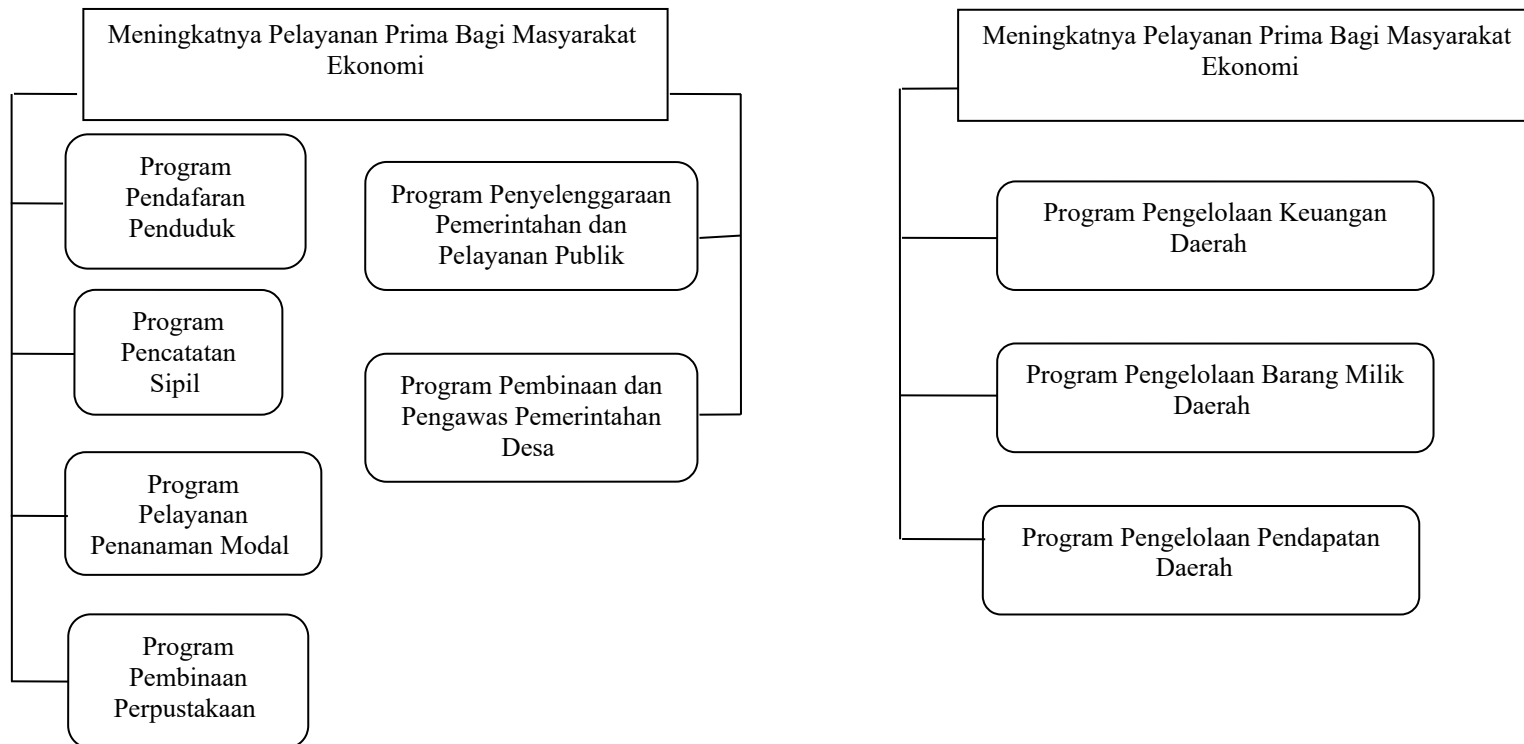 Meningkatnya Pelayanan Prima Bagi Masyarakat
Ekonomi
Program
Pendafaran
Penduduk
Program
Pencatatan
Sipil
Program
Pelayanan
Penanaman Modal
Program
Pembinaan
Perpustakaan
Program Penyelenggaraan
Pemerintahan dan
Pelayanan Publik
Program Pembinaan dan
Pengawas Pemerintahan
Desa
Meningkatnya Pelayanan Prima Bagi Masyarakat
Ekonomi
Program Pengelolaan Keuangan
Daerah
Program Pengelolaan Barang Milik
Daerah
Program Pengelolaan Pendapatan
Daerah